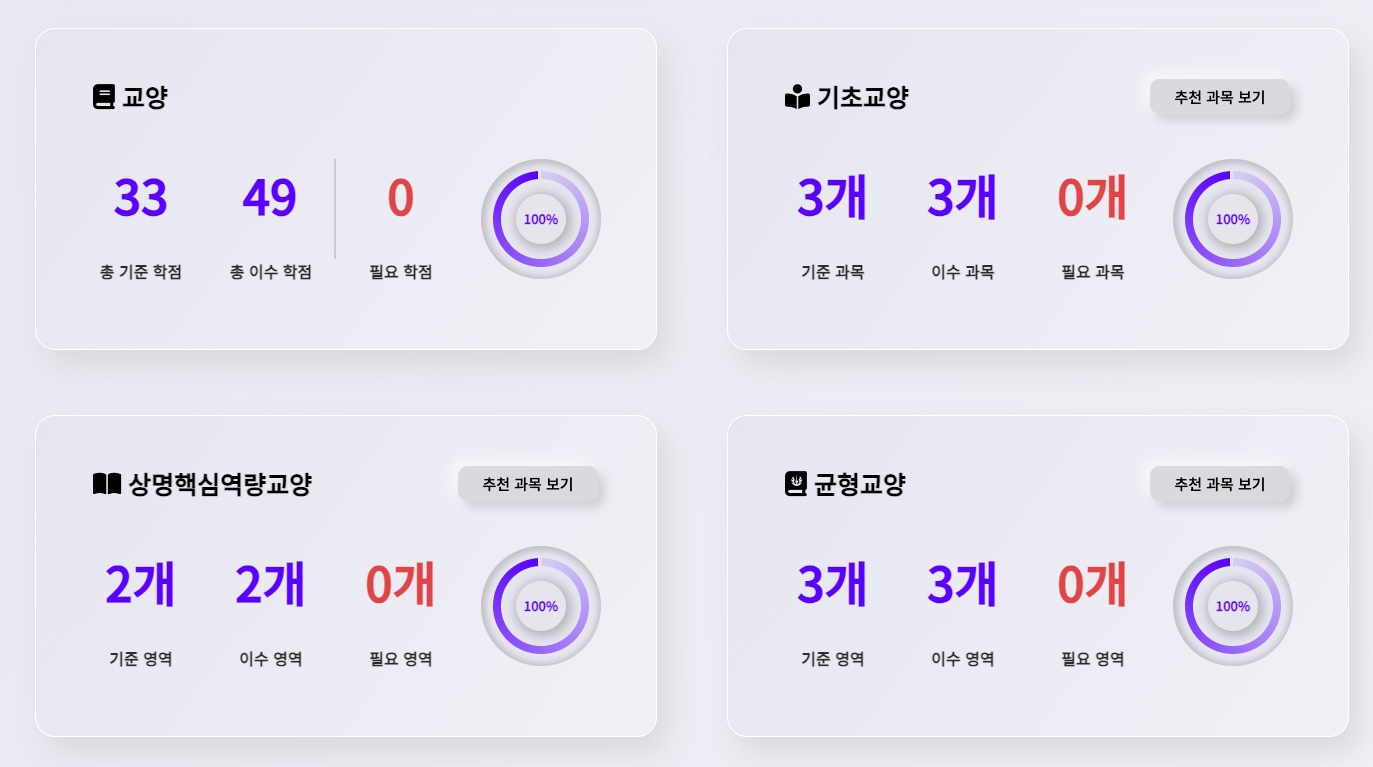 교양
33 49 0
100%
총 기준 학점 총 이수 학점 필요 학점
기초교양 추천 과목 보기
3개 3개 0개
100%
기준 과목 이수 과목 필요 과목
상명핵심역량교양 추천 과목 보기
2개 2개 0개
100%
기준 영역 이수 영역 필요 영역
균형교양 추천 과목 보기
3개 3개 0개
100%
기준 영역 이수 영역 필요 영역